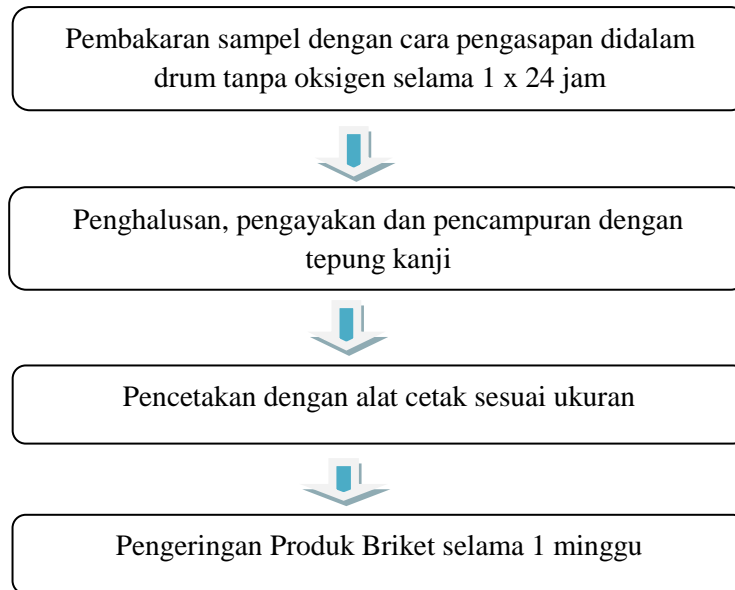 Pembakaran sampel dengan cara pengasapan didalam
drum tanpa oksigen selama 1 x 24 jam
Penghalusan, pengayakan dan pencampuran dengan
tepung kanji
Pencetakan dengan alat cetak sesuai ukuran
Pengeringan Produk Briket selama 1 minggu